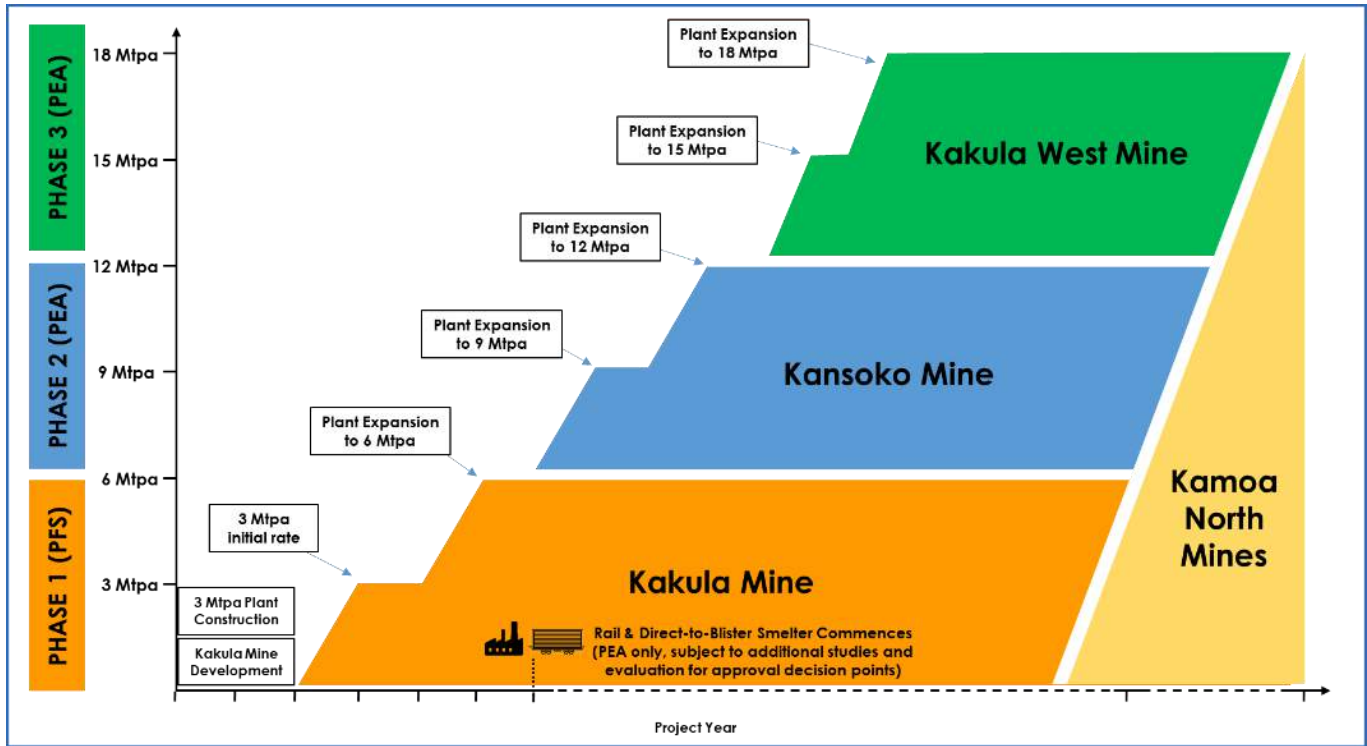 PHASE 3 (PEA)
PHASE 2 (PEA)
PHASE 1 (PFS)
18 Mtpa
15 Mtpa
12 Mtpa
9 Mtpa
6 Mtpa
3 Mtpa
Plant Expansion
to 18 Mtpa
Plant Expansion
to 15 Mtpa
Plant Expansion
to 12 Mtpa
Plant Expansion
to 9 Mtpa
Plant Expansion
to 6 Mtpa
3 Mtpa
initial rate
3 Mtpa Plant
Construction
Kakula Mine
Development
Kakula West Mine
Kansoko Mine
Kakula Mine
Kamoa
North
Mines
Rail & Direct-to-Blister Smelter Commences
(PEA only, subject to additional studies and
evaluation for approval decision points)
Project Year